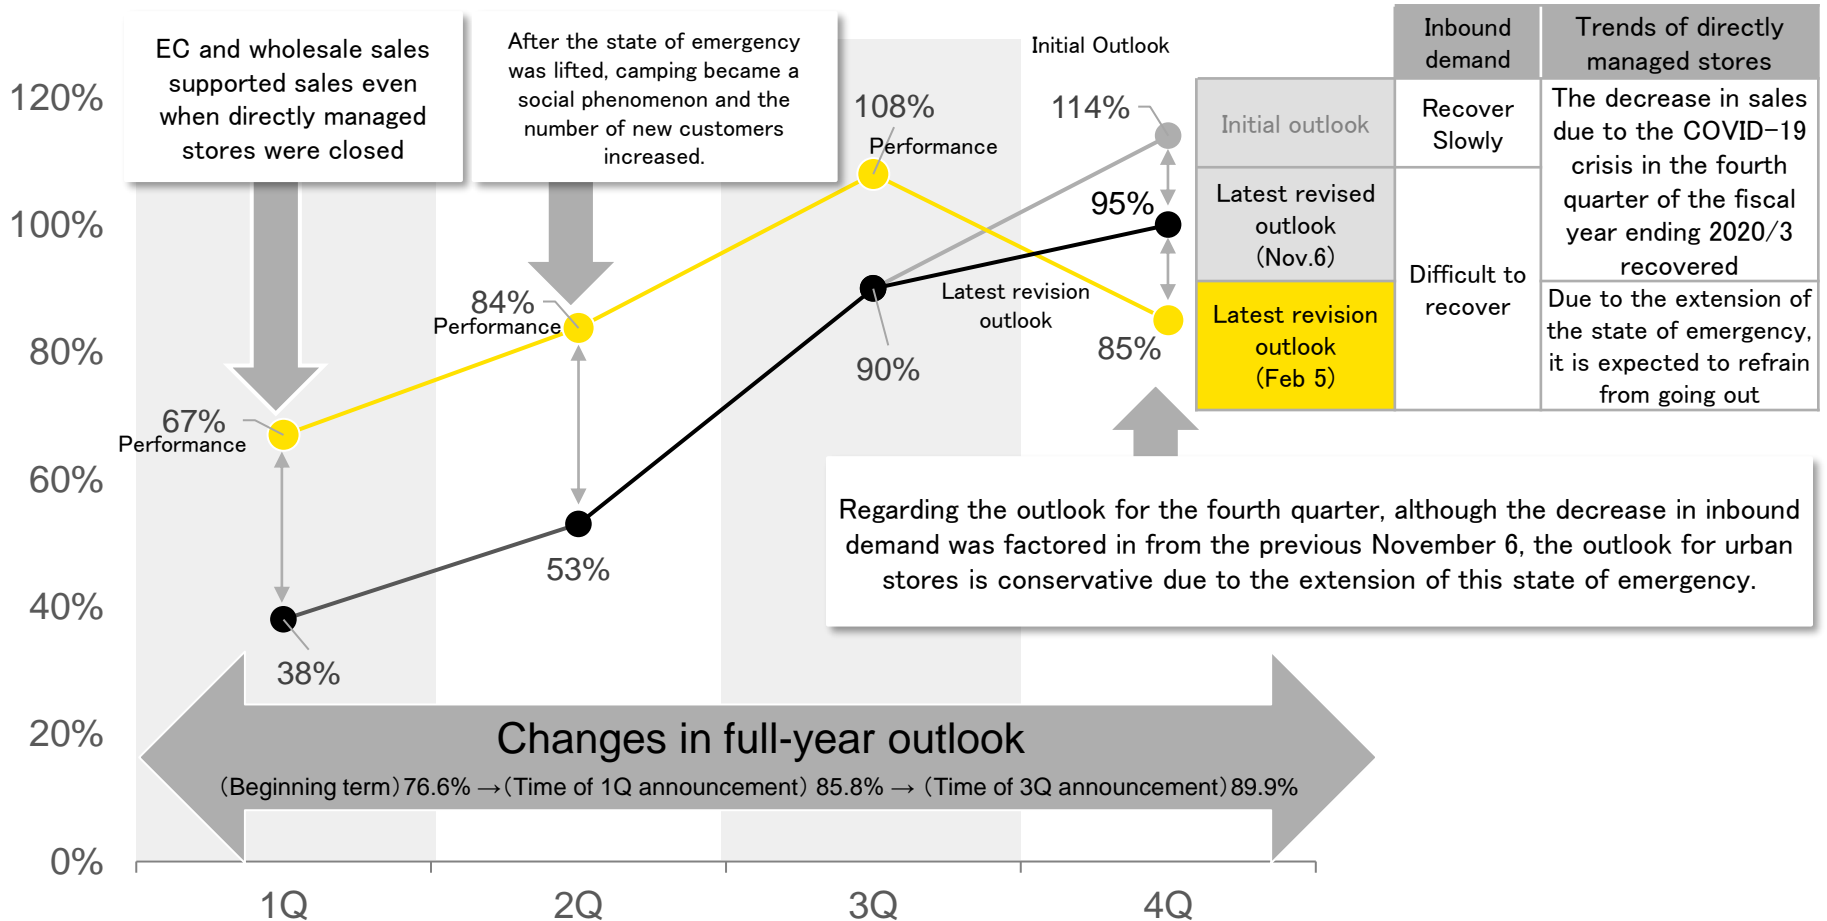 EC and wholesale sales
supported sales even
when directly managed
stores were closed
After the state of emergency
was lifted, camping became a
social phenomenon and the
number of new customers
increased.
Initial Outlook
Inbound
demand
Trends of directly
managed stores
Initial outlook
Recover
Slowly
The decrease in sales
due to the COVID-19
crisis in the fourth
quarter of the fiscal
year ending 2020/3
recovered
Latest revised
outlook
(Nov.6)
Difficult to
recover
Latest revision
outlook
(Feb 5)
Due to the extension of
the state of emergency,
it is expected to refrain
from going out
120%
100%
80%
60%
40%
20%
0%
67%
Performance
84%
Performance
108%
Performance
114%
95%
85%
Latest revision
outlook
90%
53%
38%
Regarding the outlook for the fourth quarter, although the decrease in inbound
demand was factored in from the previous November 6, the outlook for urban
stores is conservative due to the extension of this state of emergency.
Changes in full-year outlook
(Beginning term)76.6% →(Time of 1Q announcement) 85.8% → (Time of 3Q announcement)89.9%
1Q
2Q
3Q
4Q